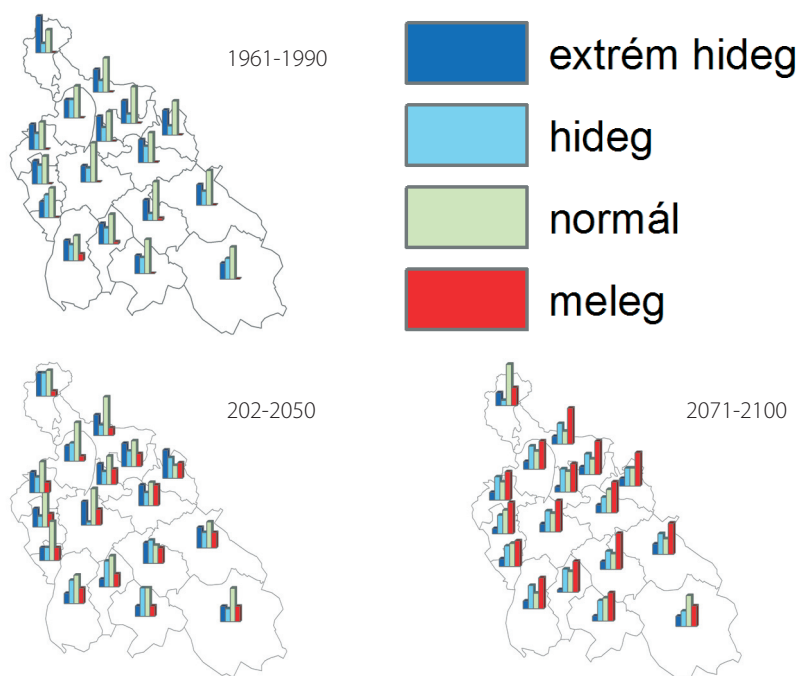 1961-1990
extrém hideg
hideg
normál
meleg
202-2050
2071-2100